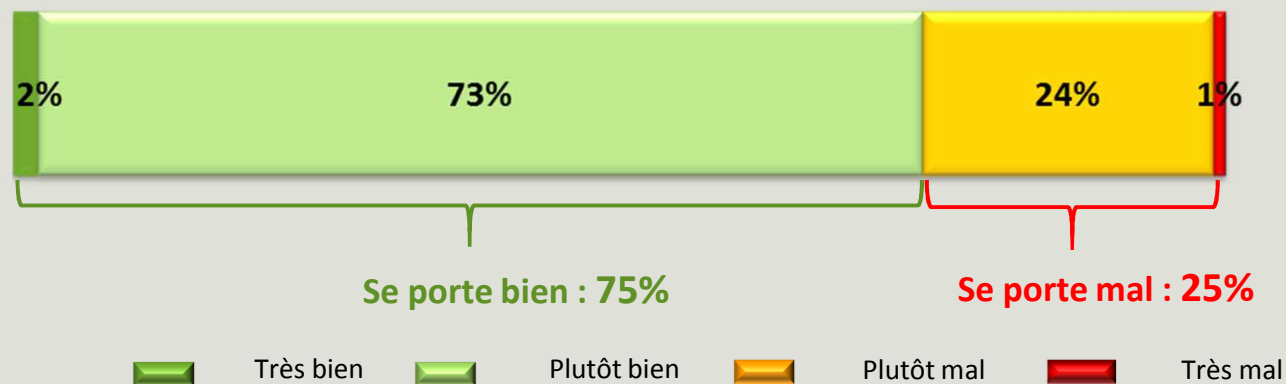 2% 73% 24% 1%
Se porte bien : 75% Se porte mal : 25%
Très bien Plutôt bien Plutôt mal Très mal